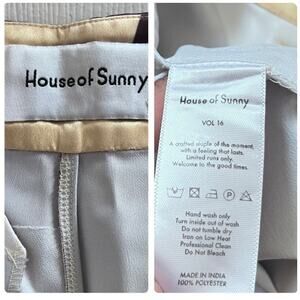 House of Sunny
House of Sunny
VOL 16
A crafted staple of the moment,
with a feeling that lasts.
Limited runs only.
Welcome to the good times.
Hand wash only
Turn inside out of wash
Do not tumble dry
Iron on Low Heat
Professional Clean
Do Not Bleach
MADE IN INDIA
100% POLYESTER